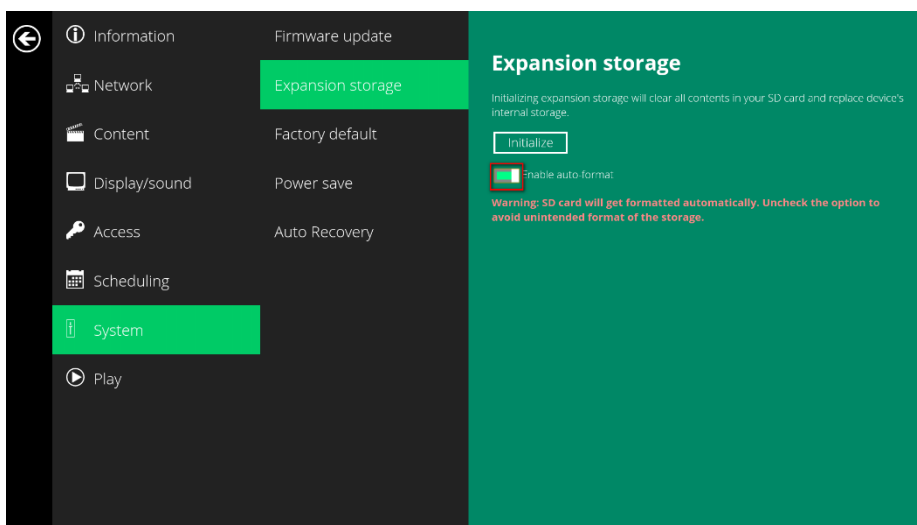 Information
Network
Content
Display/sound
Access
Scheduling
System
Play
Firmware update
Expansion storage
Factory default
Power save
Auto Recovery
Expansion storage
Initializing expansion storage will clear all contents in your SD card and replace device's
internal storage.
Initialize
Enable auto-format
Warning: SD card will get formatted automatically. Uncheck the option to
avoid unintended format of the storage.